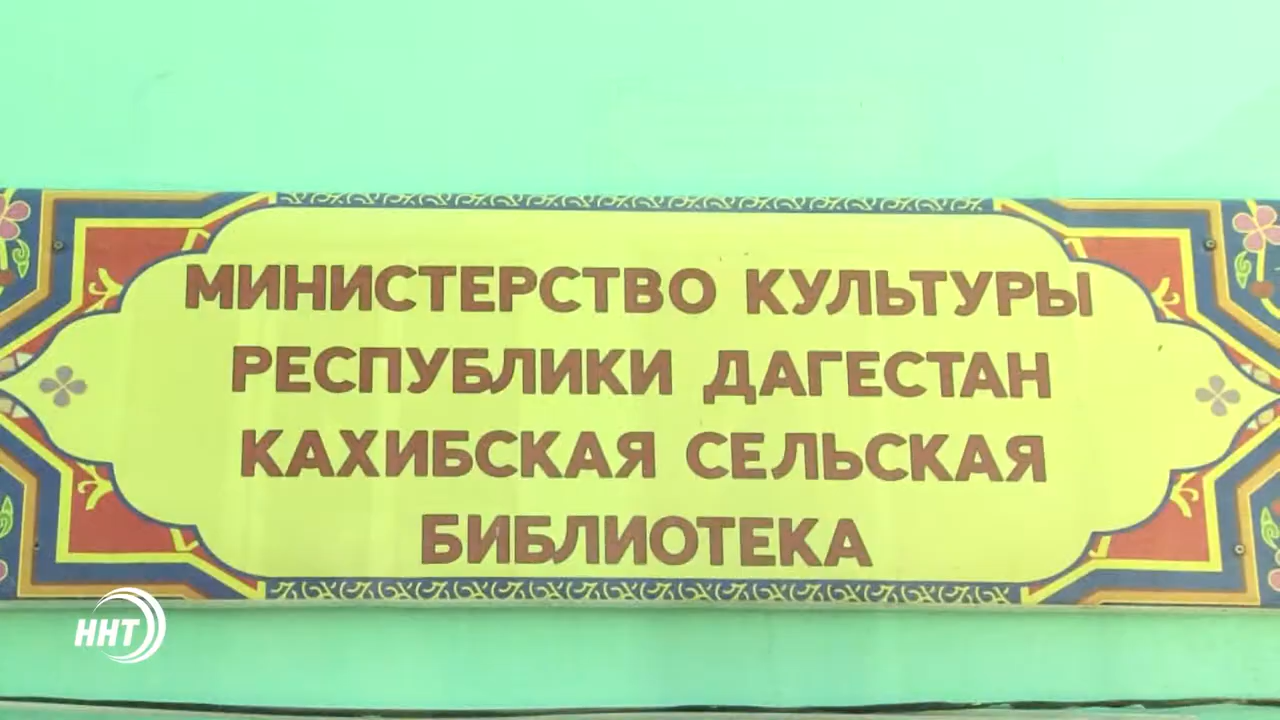 МИНИСТЕРСТВО КУЛЬТУРЫ
РЕСПУБЛИКИ ДАГЕСТАН
КАХИБСКАЯ СЕЛЬСКАЯ
БИБЛИОТЕКА
ННТ